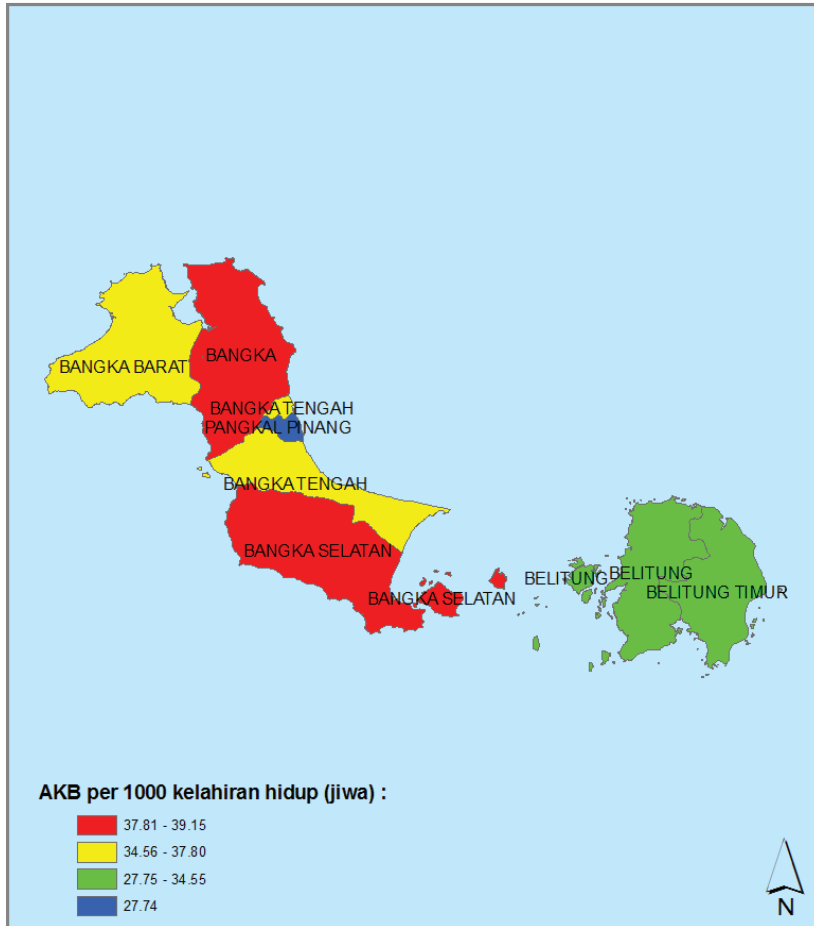 BANGKA
BANGKA BARAT
BANGKA TENGAH
PANGKAL PINANG
BANGKA TENGAH
BANGKA SELATAN
BANGKA SELATAN
BELITUNG
BELITUNG
BELITUNG TIMUR
AKB per 1000 kelahiran hidup (jiwa) :
37.81 - 39.15
34.56 - 37.80
27.75 - 34.55
27.74
N